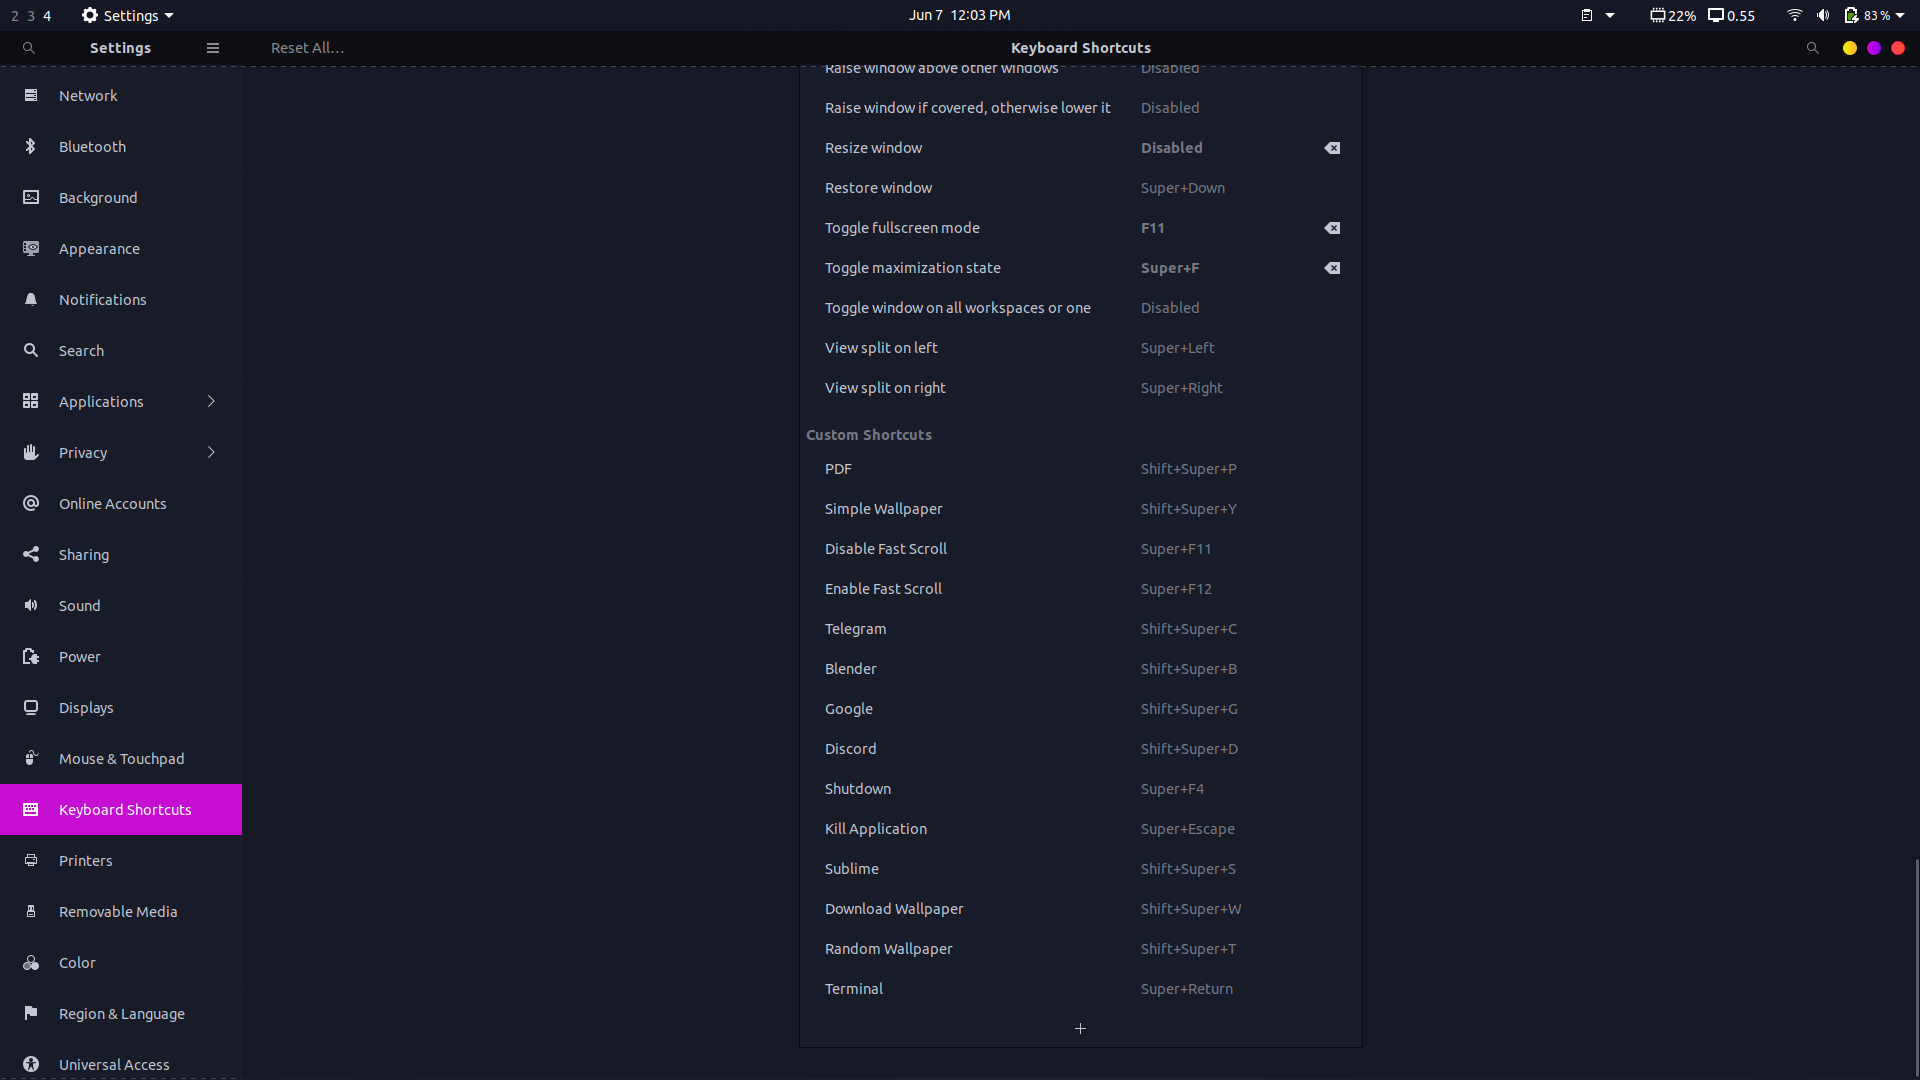 2 3 4 Settings Jun 7 12:03 PM 22% 0.55 83 %
Settings Reset All... Keyboard Shortcuts
Network
Bluetooth
Background
Appearance
Notifications
Search
Applications
Privacy
Online Accounts
Sharing
Sound
Power
Displays
Mouse & Touchpad
Keyboard Shortcuts
Printers
Removable Media
Color
Region & Language
Universal Access
Raise window above other windows Disabled
Raise window if covered, otherwise lower it Disabled
Resize window Disabled
Restore window Super+Down
Toggle fullscreen mode F11
Toggle maximization state Super+F
Toggle window on all workspaces or one Disabled
View split on left Super+Left
View split on right Super+Right
Custom Shortcuts
PDF Shift+Super+P
Simple Wallpaper Shift+Super+Y
Disable Fast Scroll Super+F11
Enable Fast Scroll Super+F12
Telegram Shift+Super+C
Blender Shift+Super+B
Google Shift+Super+G
Discord Shift+Super+D
Shutdown Super+F4
Kill Application Super+Escape
Sublime Shift+Super+S
Download Wallpaper Shift+Super+W
Random Wallpaper Shift+Super+T
Terminal Super+Return